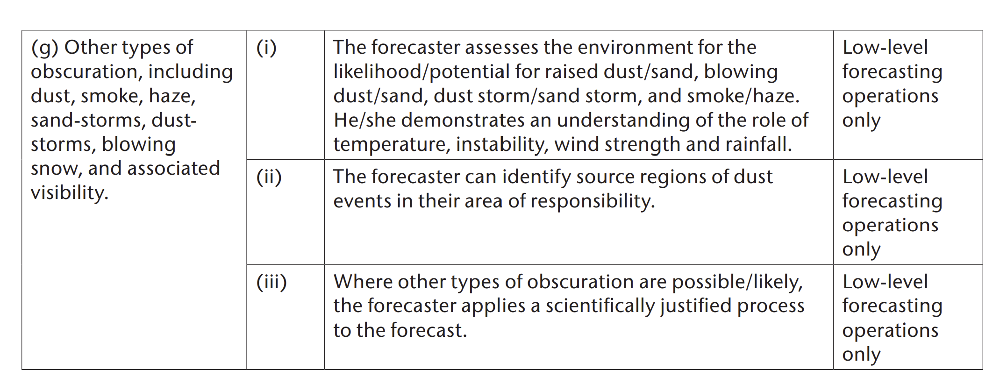 (g) Other types of
obscuration, including
dust, smoke, haze,
sand-storms, dust-
storms, blowing
snow, and associated
visibility.
(i)
The forecaster assesses the environment for the
likelihood/potential for raised dust/sand, blowing
dust/sand, dust storm/sand storm, and smoke/haze.
He/she demonstrates an understanding of the role of
temperature, instability, wind strength and rainfall.
Low-level
forecasting
operations
only
(ii)
The forecaster can identify source regions of dust
events in their area of responsibility.
Low-level
forecasting
operations
only
(iii)
Where other types of obscuration are possible/likely,
the forecaster applies a scientifically justified process
to the forecast.
Low-level
forecasting
operations
only